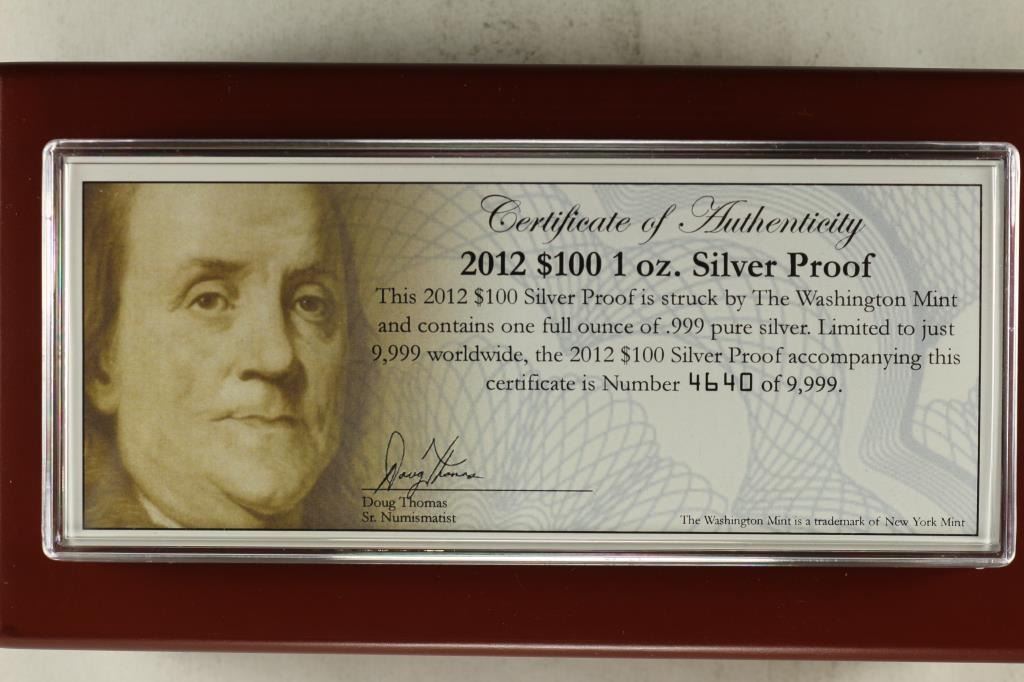 Certificate of Authenticity
2012 $100 1 oz. Silver Proof
This 2012 $100 Silver Proof is struck by The Washington Mint
and contains one full ounce of .999 pure silver. Limited to just
9,999 worldwide, the 2012 $100 Silver Proof accompanying this
certificate is Number 4640 of 9,999.
Doug Thomas
Doug Thomas
Sr. Numismatist
The Washington Mint is a trademark of New York Mint